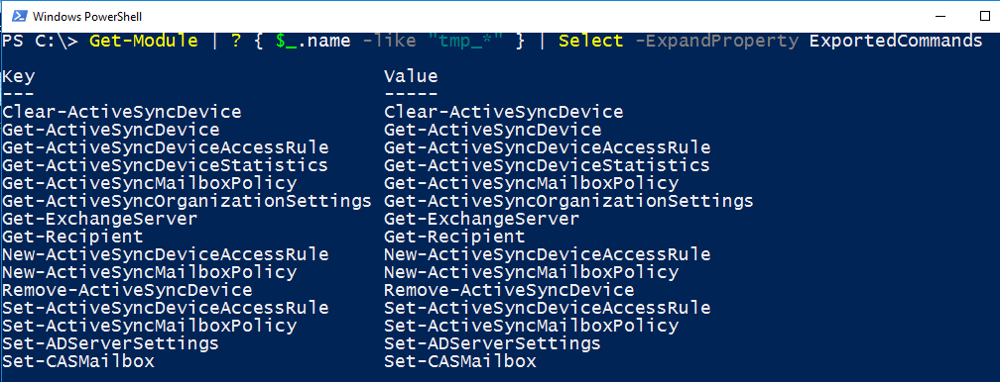 Windows PowerShell
PS C:\> Get-Module | ? { $_.name -like "tmp_*" } | Select -ExpandProperty ExportedCommands
Key Value
--- -----
Clear-ActiveSyncDevice Clear-ActiveSyncDevice
Get-ActiveSyncDevice Get-ActiveSyncDevice
Get-ActiveSyncDeviceAccessRule Get-ActiveSyncDeviceAccessRule
Get-ActiveSyncDeviceStatistics Get-ActiveSyncDeviceStatistics
Get-ActiveSyncMailboxPolicy Get-ActiveSyncMailboxPolicy
Get-ActiveSyncOrganizationSettings Get-ActiveSyncOrganizationSettings
Get-ExchangeServer Get-ExchangeServer
Get-Recipient Get-Recipient
New-ActiveSyncDeviceAccessRule New-ActiveSyncDeviceAccessRule
New-ActiveSyncMailboxPolicy New-ActiveSyncMailboxPolicy
Remove-ActiveSyncDevice Remove-ActiveSyncDevice
Set-ActiveSyncDeviceAccessRule Set-ActiveSyncDeviceAccessRule
Set-ActiveSyncMailboxPolicy Set-ActiveSyncMailboxPolicy
Set-ADServerSettings Set-ADServerSettings
Set-CASMailbox Set-CASMailbox